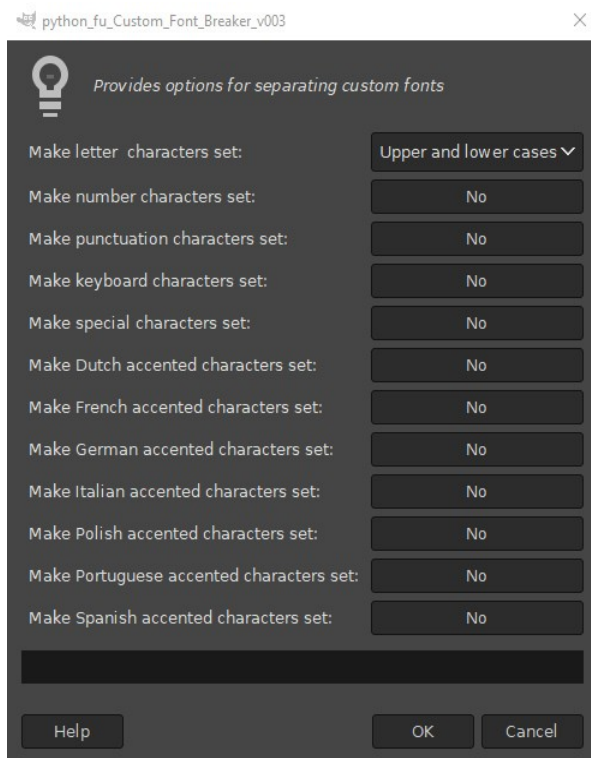 python_fu_Custom_Font_Breaker_v003
Provides options for separating custom fonts
Make letter  characters set: Upper and lower cases
Make number characters set: No
Make punctuation characters set: No
Make keyboard characters set: No
Make special characters set: No
Make Dutch accented characters set: No
Make French accented characters set: No
Make German accented characters set: No
Make Italian accented characters set: No
Make Polish accented characters set: No
Make Portuguese accented characters set: No
Make Spanish accented characters set: No
Help OK Cancel